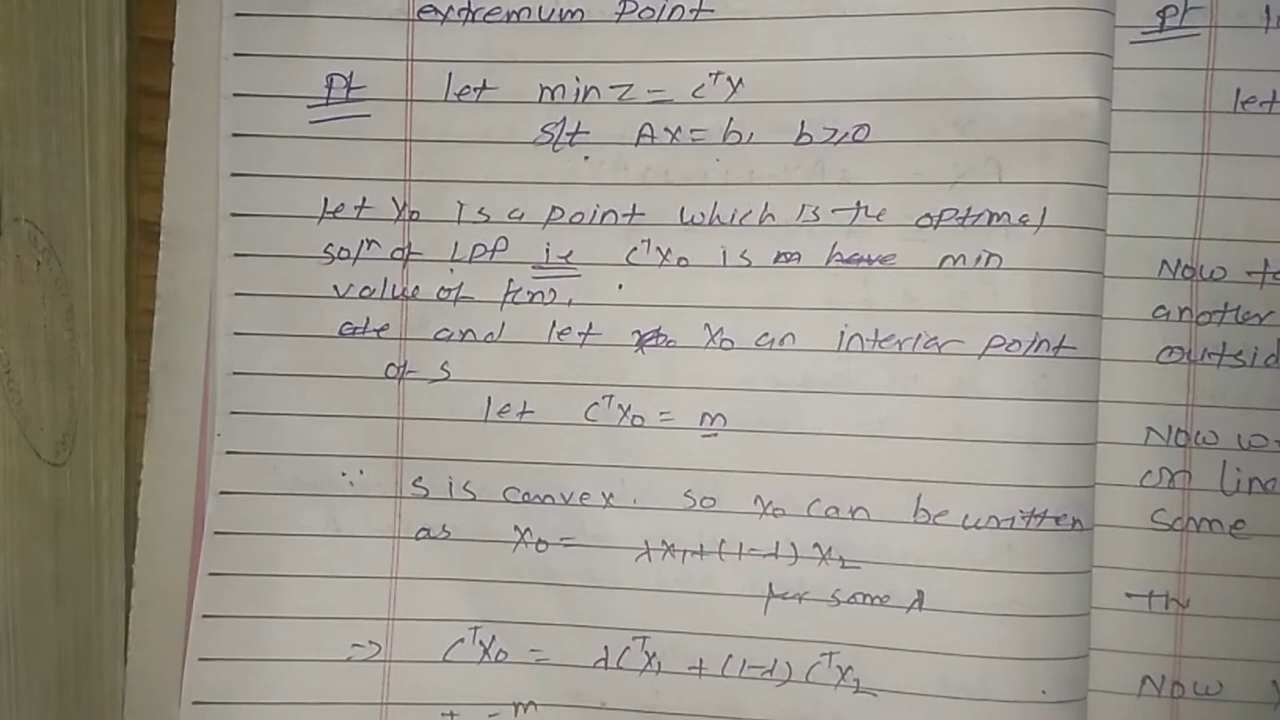 extremum point
Pf let min z = cᵀx
S/t Ax = b, b ≥ 0
let x₀ is a point which is the optimal
solⁿ of LPP i.e cᵀx₀ is have min
value of
and let x₀ an interior point
of S
let cᵀx₀ = m
∵ S is convex. so x₀ can be written
as x₀ = λx₁ + (1-λ) x₂
for some λ
⇒ cᵀx₀ = λcᵀx₁ + (1-λ) cᵀx₂
= m
pf
let
Now
another
outsid
Now
on line
some
Now